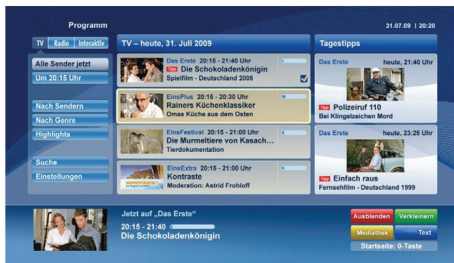 Programm
31.07.09 | 20:20
TV Radio Interaktiv
Alle Sender jetzt
Um 20:15 Uhr
Nach Sendern
Nach Genre
Highlights
Suche
Einstellungen
TV – heute, 31. Juli 2009
Das Erste 20:15 - 21:40 Uhr
Tipp Die Schokoladenkönigin
Spielfilm - Deutschland 2005
EinsPlus - 20:15 - 20:30 Uhr
Rainers Küchenklassiker
Omas Küche aus dem Osten
EinsFestival 20:15 - 21:00 Uhr
Die Murmeltiere von Kasach...
Tierdokumentation
EinsExtra 20:15 - 21:00 Uhr
Kontraste
Moderation: Astrid Frohloff
Tagestipps
Das Erste heute, 21:40 Uhr
Tipp Polizeiruf 110
Bei Klingelzeichen Mord
Das Erste heute, 23:25 Uhr
Tipp Einfach raus
Fernsehfilm - Deutschland 1999
Jetzt auf „Das Erste“
20:15 - 21:40
Die Schokoladenkönigin
Ausblenden Verkleinern
Mediathek -Text
Startseite: 0-Taste